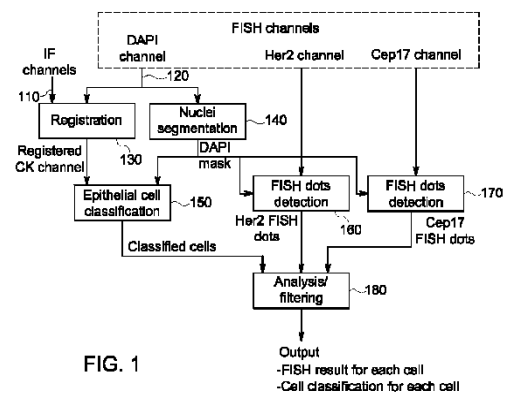 FISH channels
DAPI
channel
Her2 channel
Cep17 channel
IF
channels
110
120
Registration
130
Nuclei
segmentation
140
Registered
CK channel
DAPI
mask
Epithelial cell
classification
150
FISH dots
detection
160
FISH dots
detection
170
Her2 FISH
dots
Cep17
FISH dots
Classified cells
Analysis/
filtering
180
Output
-FISH result for each cell
-Cell classification for each cell
FIG. 1